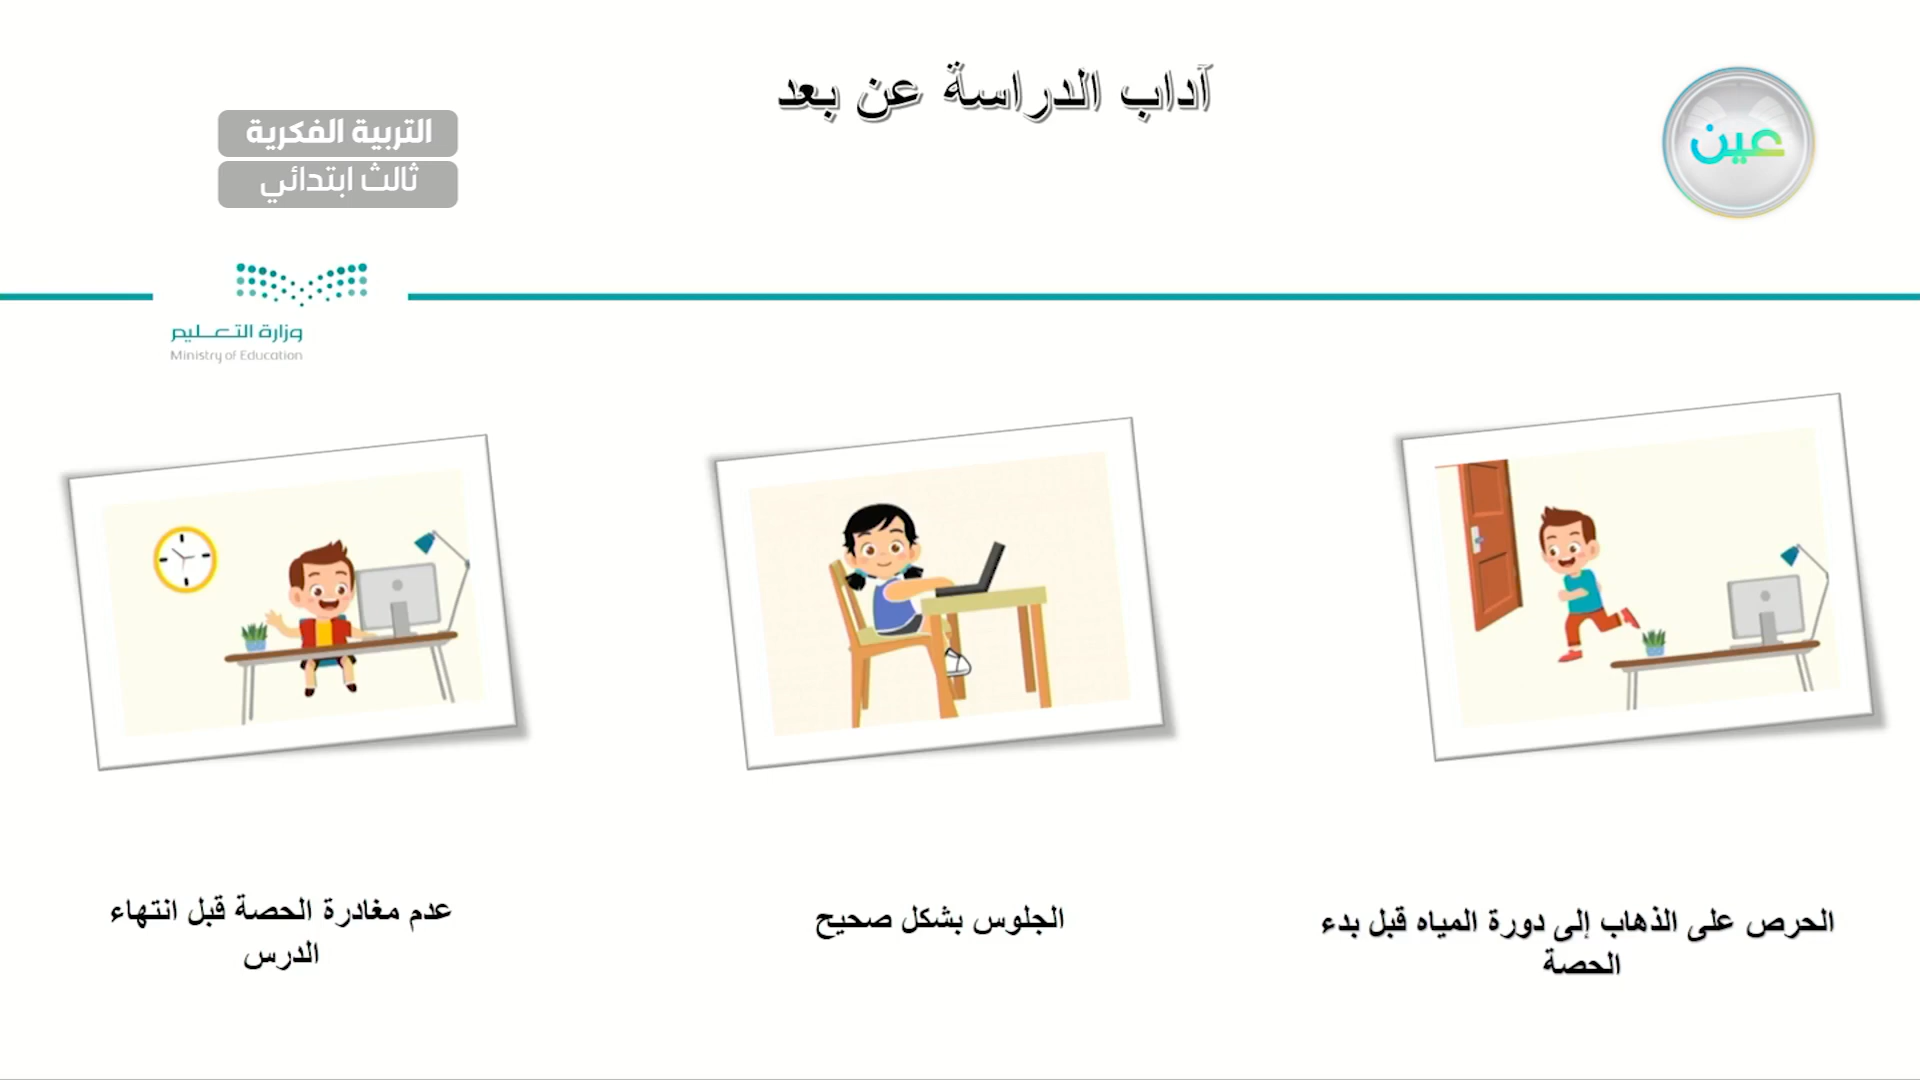 آداب الدراسة عن بعد
عين
التربية الفكرية
ثالث ابتدائي
وزارة التعليم
Ministry of Education
الحرص على الذهاب إلى دورة المياه قبل بدء
الحصة
الجلوس بشكل صحيح
عدم مغادرة الحصة قبل انتهاء
الدرس